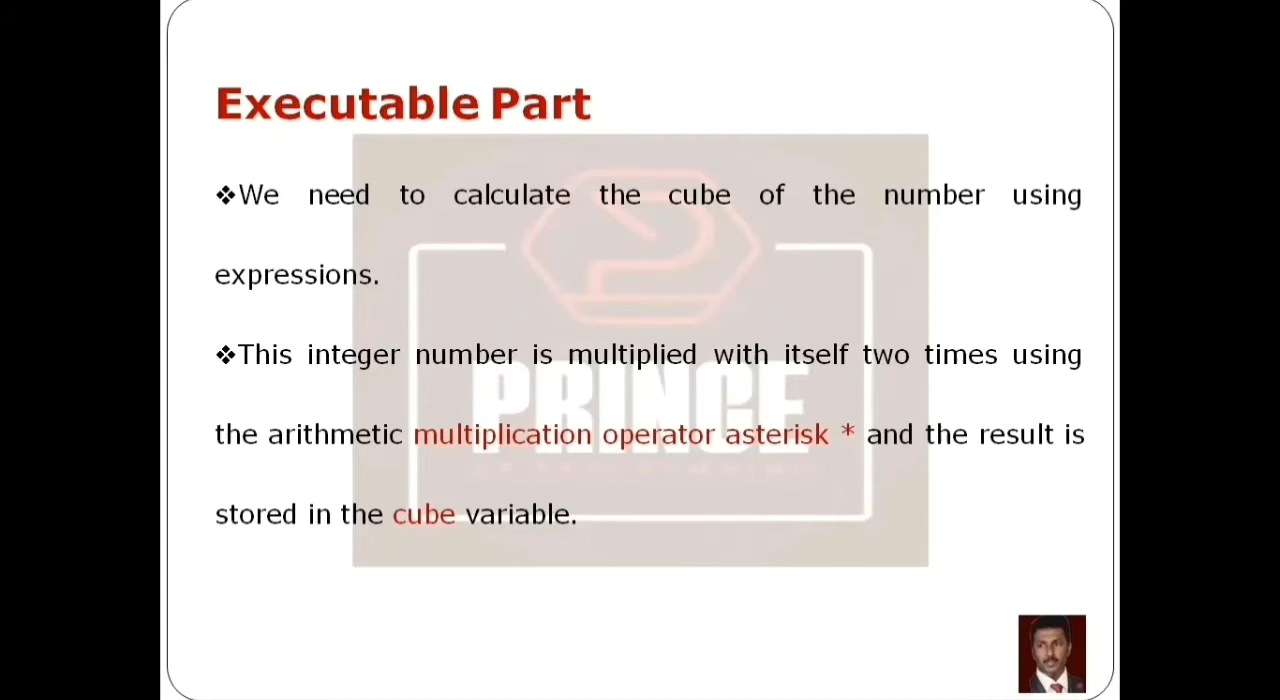 Executable Part
❖We need to calculate the cube of the number using
expressions.
❖This integer number is multiplied with itself two times using
the arithmetic multiplication operator asterisk * and the result is
stored in the cube variable.
PRINCE